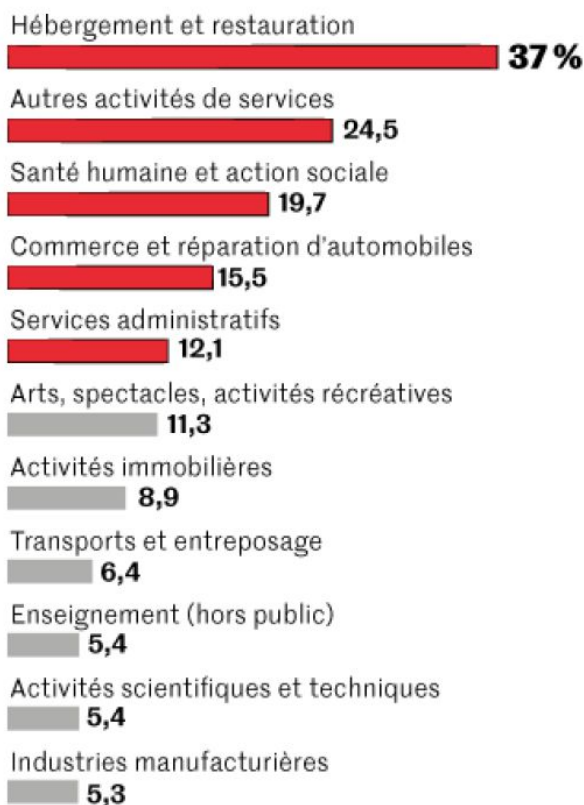 Hébergement et restauration
37 %
Autres activités de services
24,5
Santé humaine et action sociale
19,7
Commerce et réparation d'automobiles
15,5
Services administratifs
12,1
Arts, spectacles, activités récréatives
11,3
Activités immobilières
8,9
Transports et entreposage
6,4
Enseignement (hors public)
5,4
Activités scientifiques et techniques
5,4
Industries manufacturières
5,3